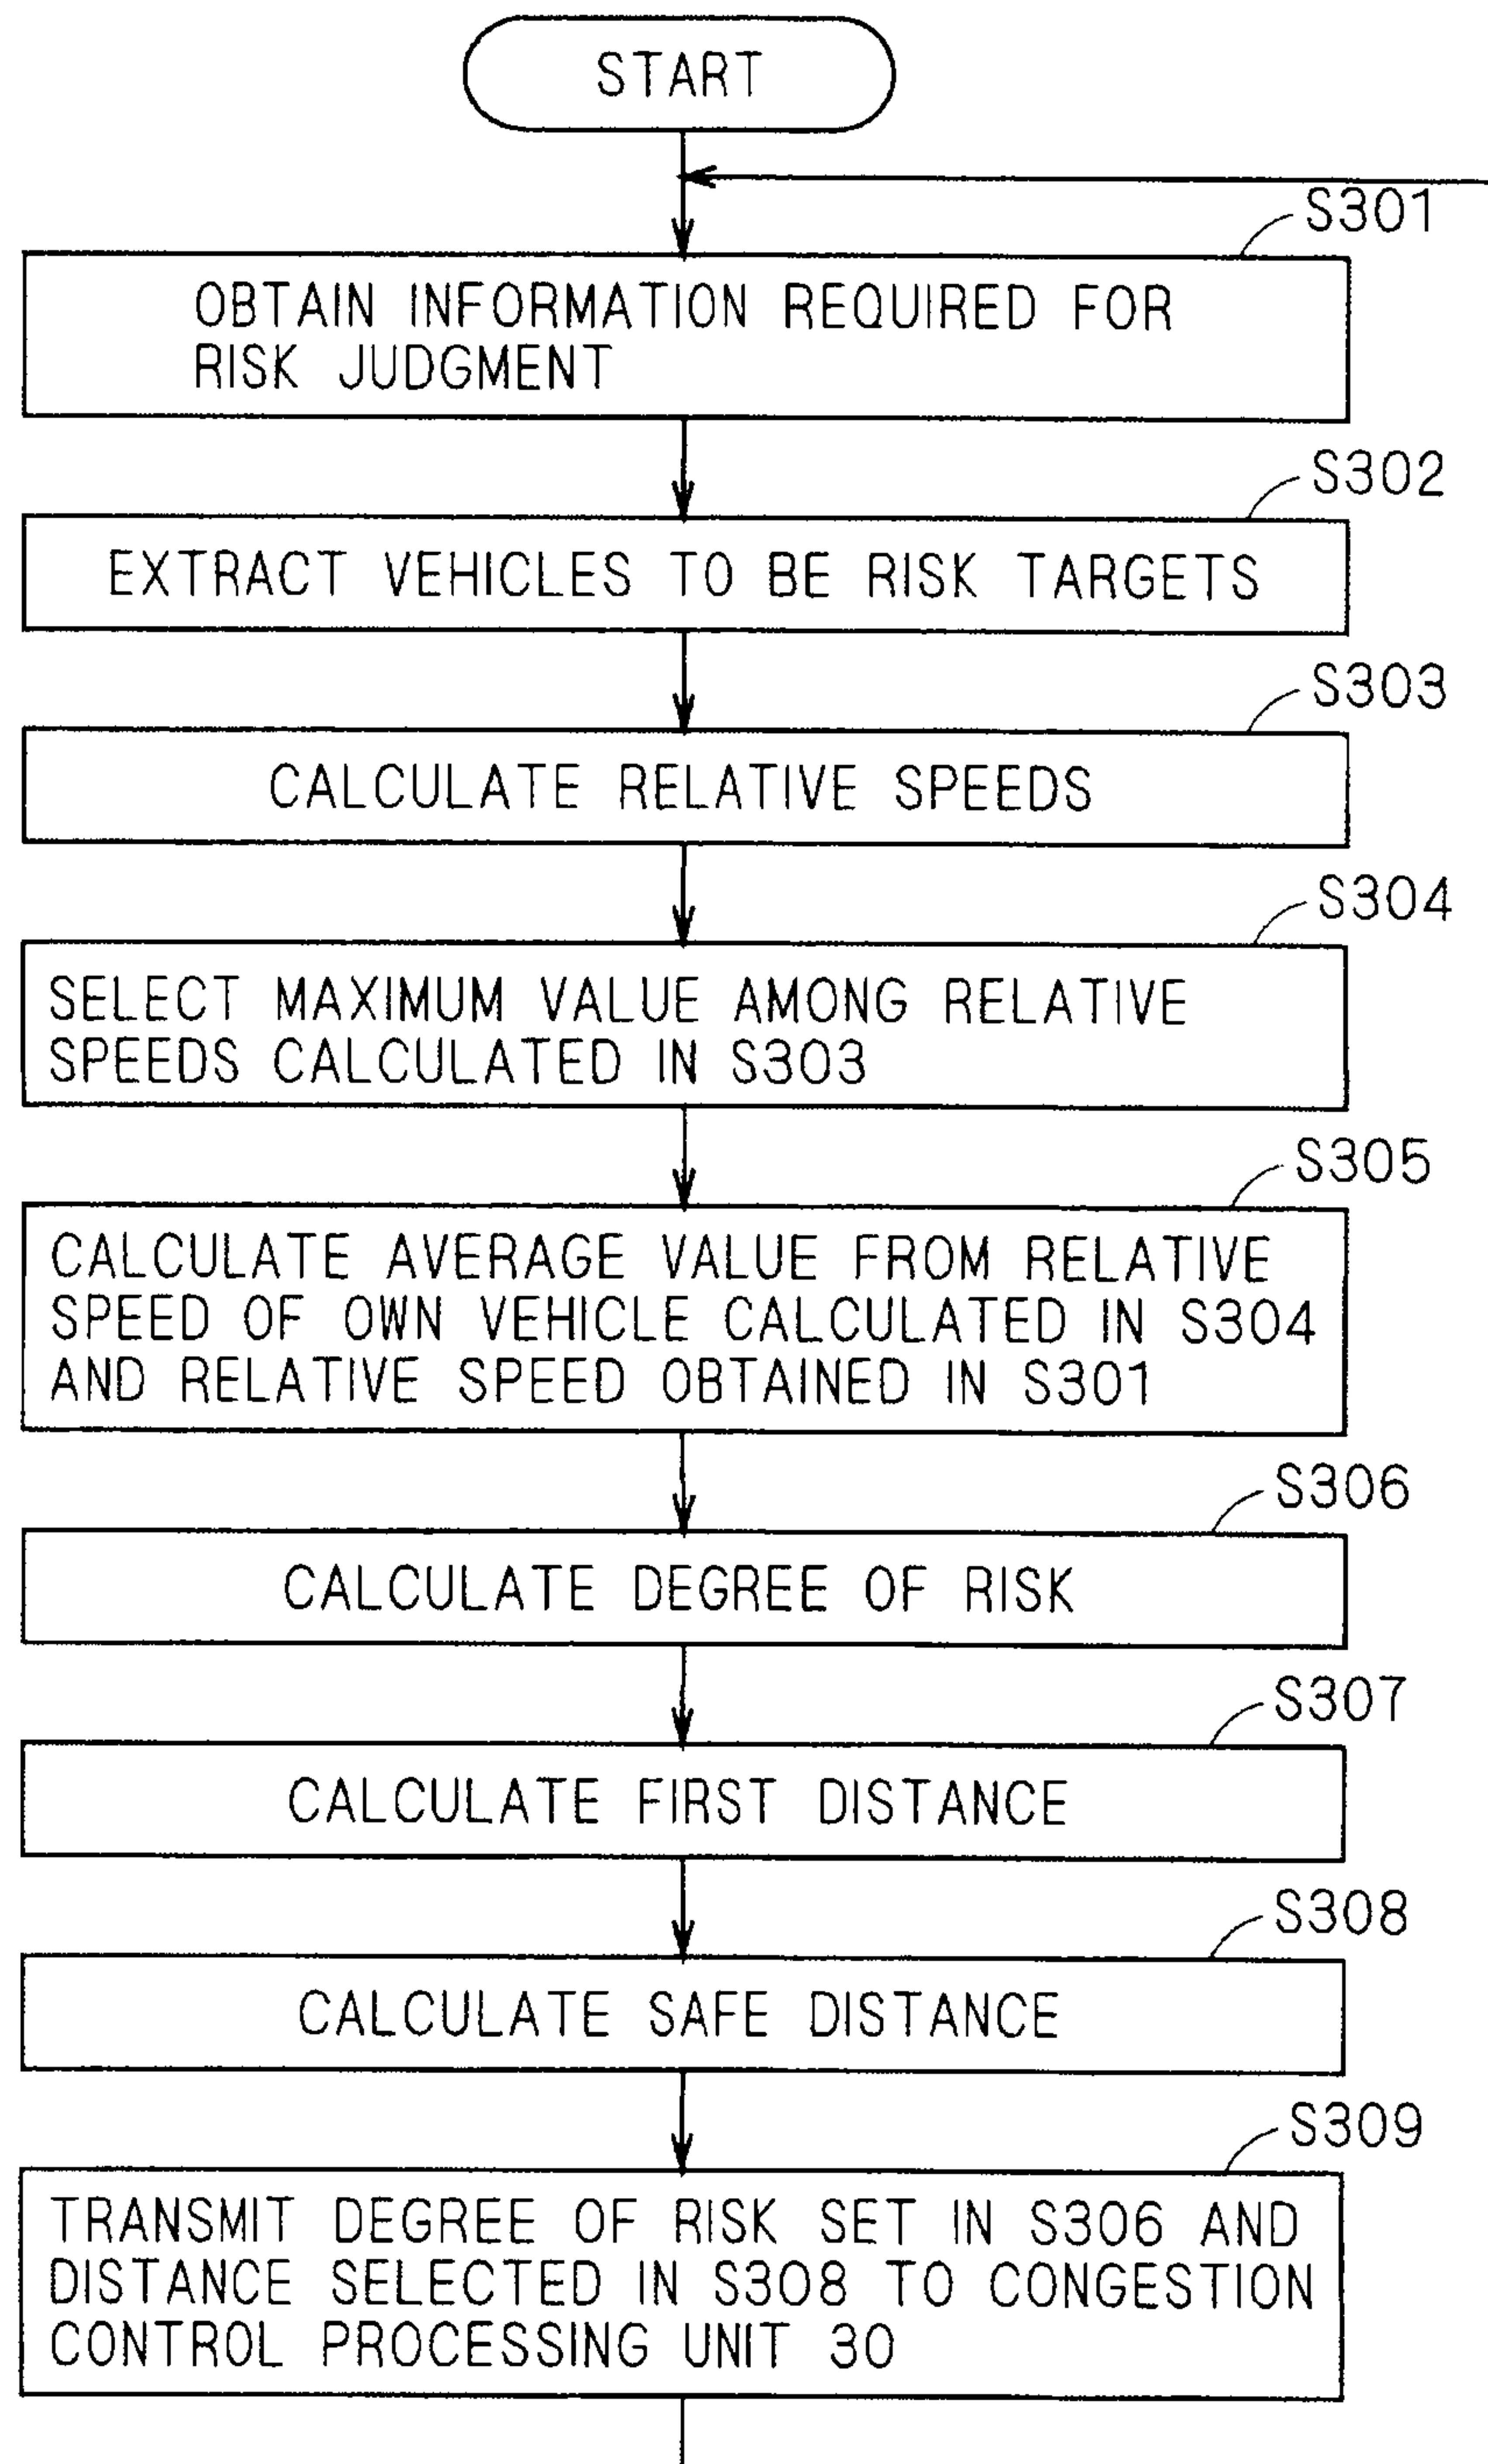 START
S301
OBTAIN INFORMATION REQUIRED FOR
RISK JUDGMENT
S302
EXTRACT VEHICLES TO BE RISK TARGETS
S303
CALCULATE RELATIVE SPEEDS
S304
SELECT MAXIMUM VALUE AMONG RELATIVE
SPEEDS CALCULATED IN S303
S305
CALCULATE AVERAGE VALUE FROM RELATIVE
SPEED OF OWN VEHICLE CALCULATED IN S304
AND RELATIVE SPEED OBTAINED IN S301
S306
CALCULATE DEGREE OF RISK
S307
CALCULATE FIRST DISTANCE
S308
CALCULATE SAFE DISTANCE
S309
TRANSMIT DEGREE OF RISK SET IN S306 AND
DISTANCE SELECTED IN S308 TO CONGESTION
CONTROL PROCESSING UNIT 30